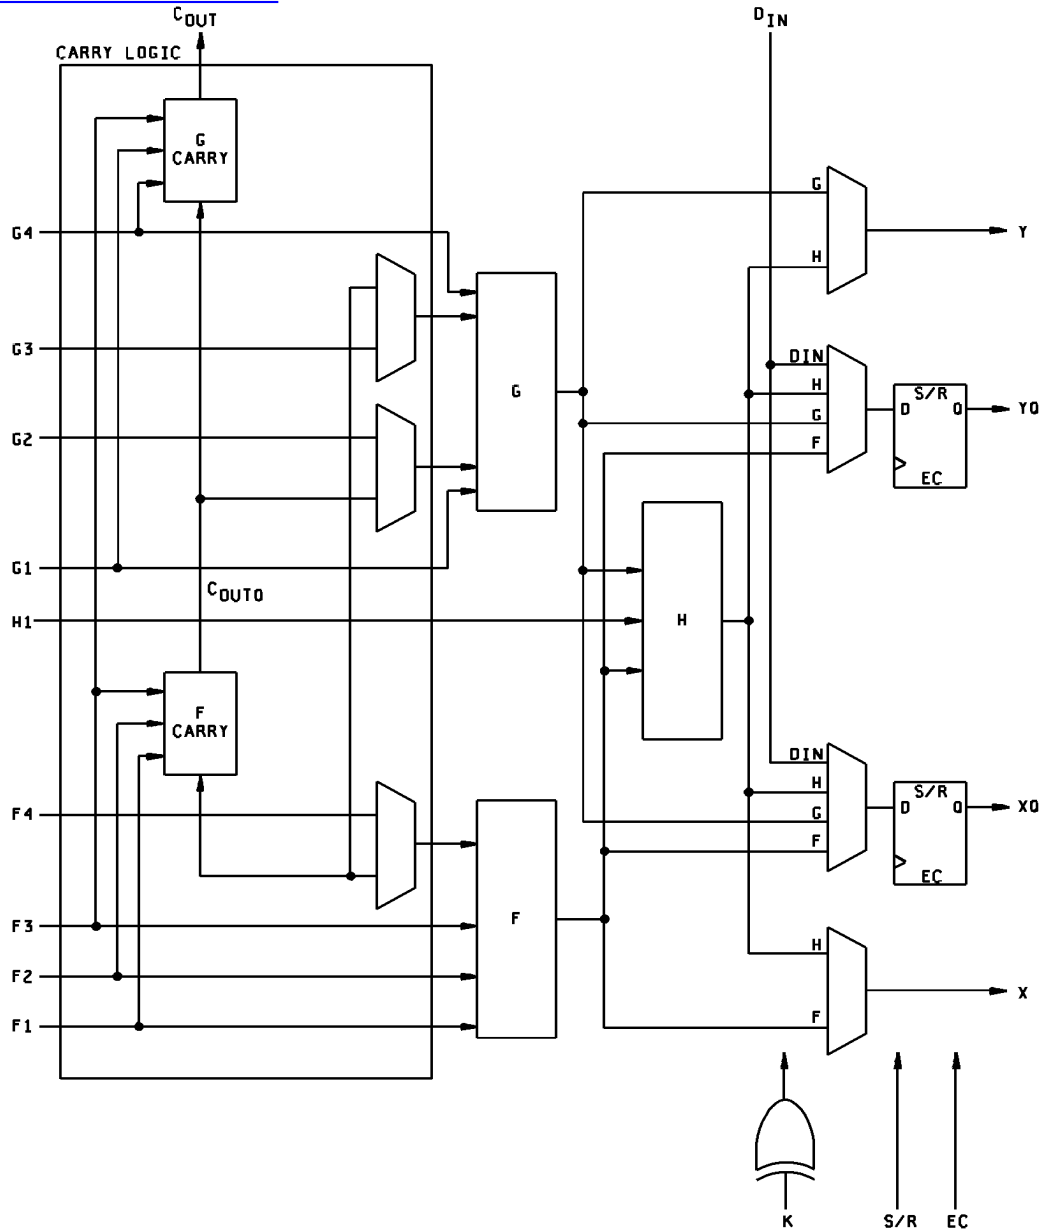 COUT
DIN
CARRY LOGIC
G
CARRY
G
G4
Y
H
G3
DIN
H
S/R
G
D
Q
YQ
G
G2
F
EC
G1
COUT0
H1
H
F
CARRY
DIN
H
S/R
F4
G
D
Q
XQ
F
EC
F3
F
H
F2
X
F1
F
K
S/R
EC